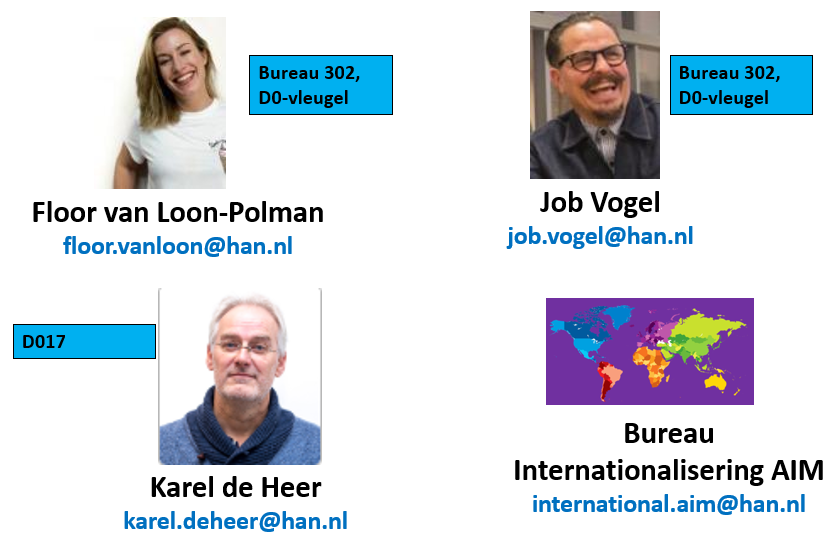 Bureau 302,
D0-vleugel
Floor van Loon-Polman
floor.vanloon@han.nl
Bureau 302,
D0-vleugel
Job Vogel
job.vogel@han.nl
D017
Karel de Heer
karel.deheer@han.nl
Bureau
Internationalisering AIM
international.aim@han.nl